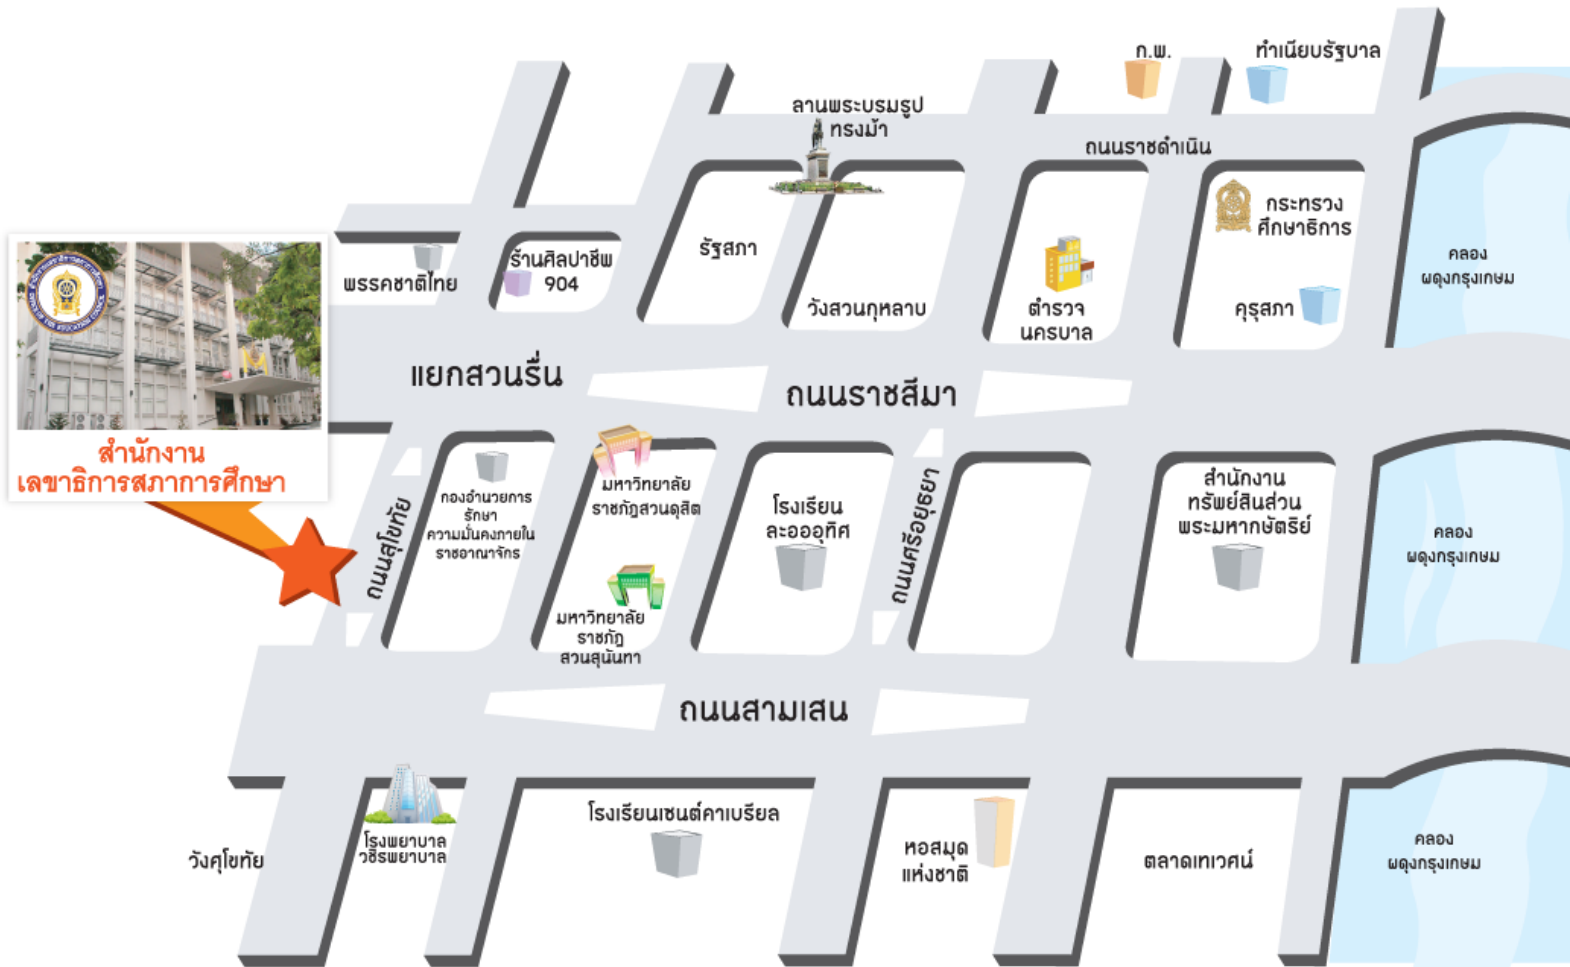 ก.พ.
ทำเนียบรัฐบาล
ลานพระบรมรูป
ทรงม้า
ถนนราชดำเนิน
กระทรวง
ศึกษาธิการ
รัฐสภา
ร้านศิลปาชีพ
904
พรรคชาติไทย
วังสวนกุหลาบ
ตำรวจ
นครบาล
คุรุสภา
คลอง
ผดุงกรุงเกษม
แยกสวนรื่น
ถนนราชสีมา
สำนักงาน
เลขาธิการสภาการศึกษา
ถนนสุโขทัย
กองอำนวยการ
รักษา
ความมั่นคงภายใน
ราชอาณาจักร
มหาวิทยาลัย
ราชภัฏสวนดุสิต
มหาวิทยาลัย
ราชภัฏ
สวนสุนันทา
โรงเรียน
ละอออุทิศ
ถนนศรีอยุธยา
สำนักงาน
ทรัพย์สินส่วน
พระมหากษัตริย์
คลอง
ผดุงกรุงเกษม
ถนนสามเสน
วังศุโขทัย
โรงพยาบาล
วชิรพยาบาล
โรงเรียนเซนต์คาเบรียล
หอสมุด
แห่งชาติ
ตลาดเทเวศน์
คลอง
ผดุงกรุงเกษม